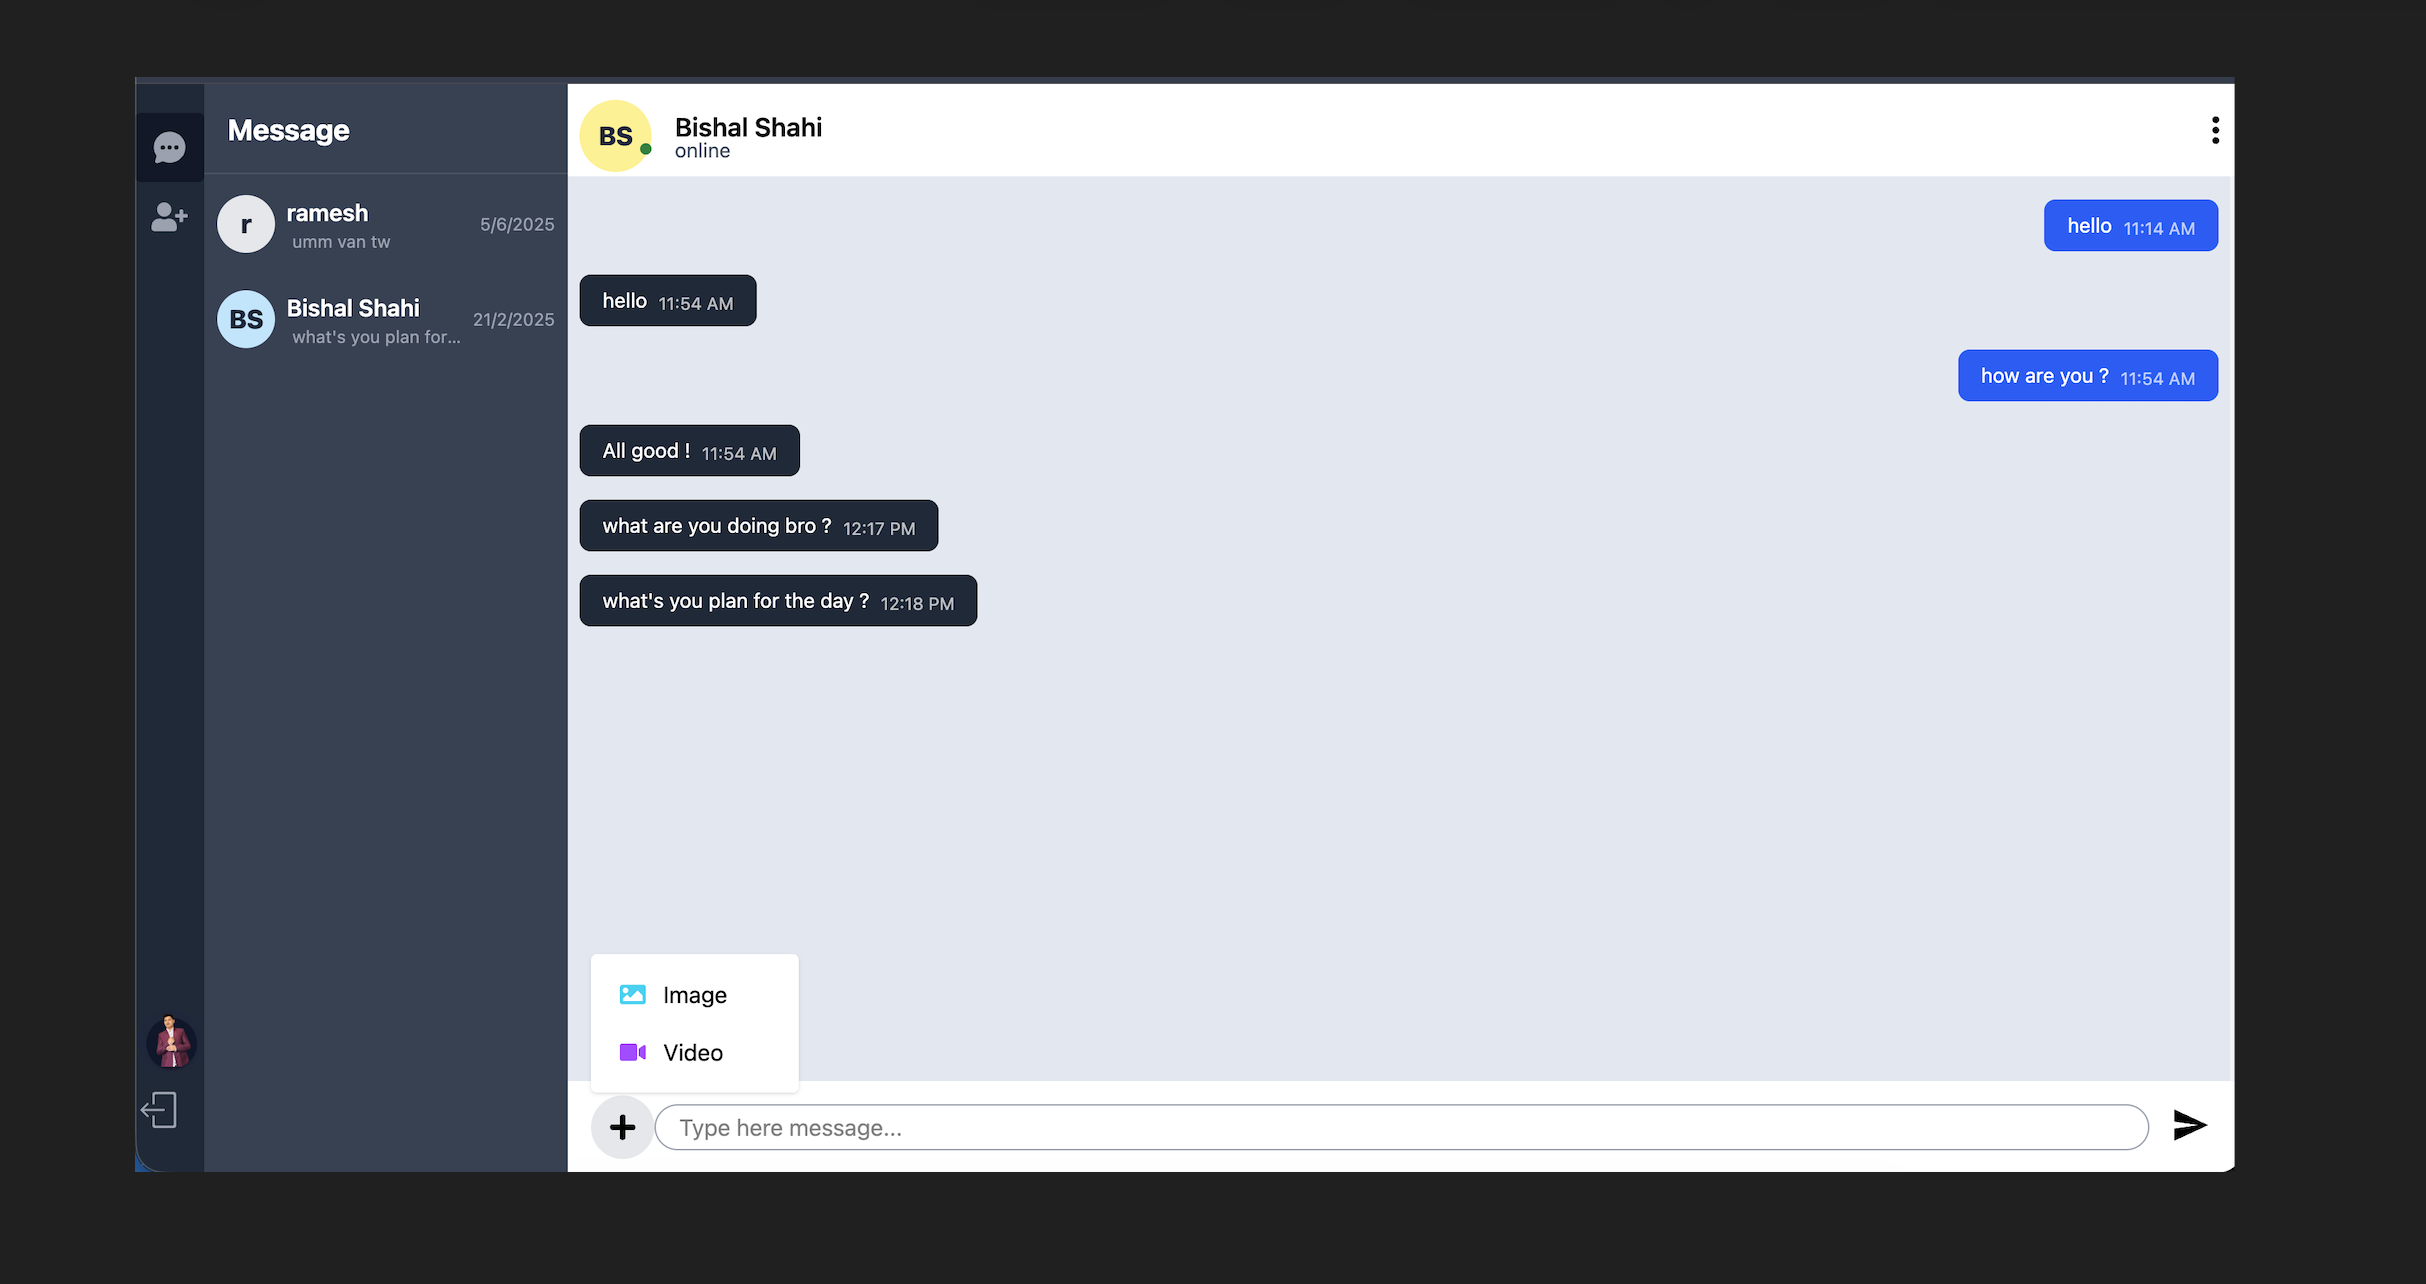 Message
r
ramesh
umm van tw
5/6/2025
BS
Bishal Shahi
what's you plan for...
21/2/2025
BS
Bishal Shahi
online
hello 11:14 AM
hello 11:54 AM
how are you ? 11:54 AM
All good ! 11:54 AM
what are you doing bro ? 12:17 PM
what's you plan for the day ? 12:18 PM
Image
Video
Type here message...